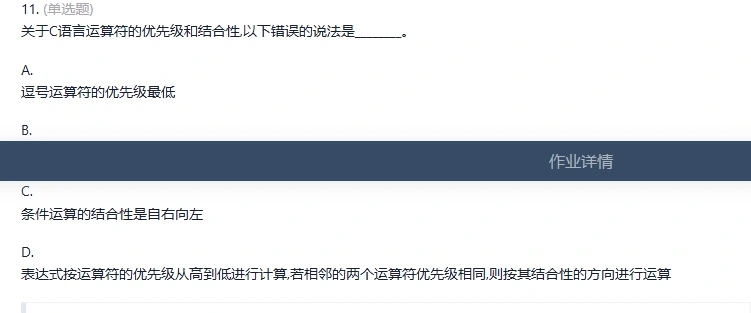 11. (单选题)
关于C语言运算符的优先级和结合性,以下错误的说法是_______。
A.
逗号运算符的优先级最低
B.
作业详情
C.
条件运算的结合性是自右向左
D.
表达式按运算符的优先级从高到低进行计算,若相邻的两个运算符优先级相同,则按其结合性的方向进行运算